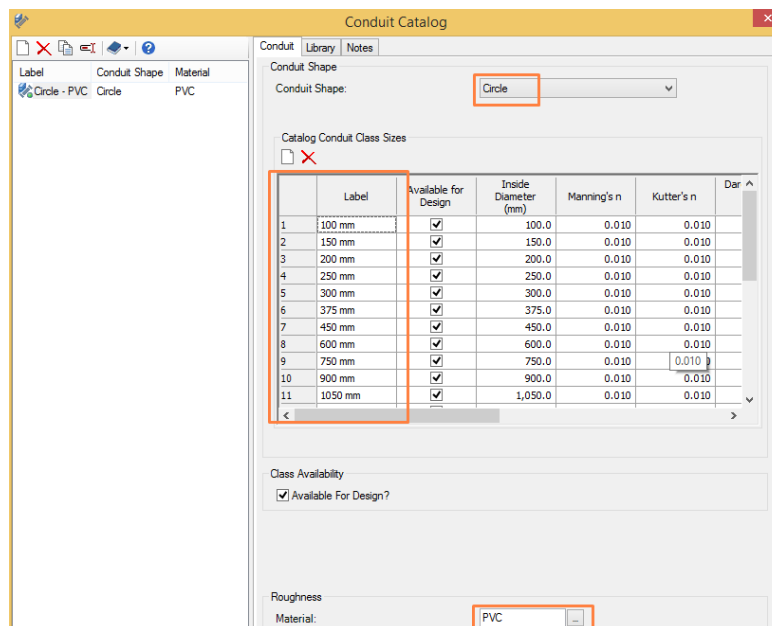 Conduit Catalog
Label Conduit Shape Material
Circle - PVC Circle PVC
Conduit Library Notes
Conduit Shape
Conduit Shape: Circle
Catalog Conduit Class Sizes
Label Available for Design Inside Diameter (mm) Manning's n Kutter's n Dar
1 100 mm 100.0 0.010 0.010
2 150 mm 150.0 0.010 0.010
3 200 mm 200.0 0.010 0.010
4 250 mm 250.0 0.010 0.010
5 300 mm 300.0 0.010 0.010
6 375 mm 375.0 0.010 0.010
7 450 mm 450.0 0.010 0.010
8 600 mm 600.0 0.010 0.010
9 750 mm 750.0 0.010 0.010
10 900 mm 900.0 0.010 0.010
11 1050 mm 1,050.0 0.010 0.010
Class Availability
Available For Design?
Roughness
Material: PVC ...